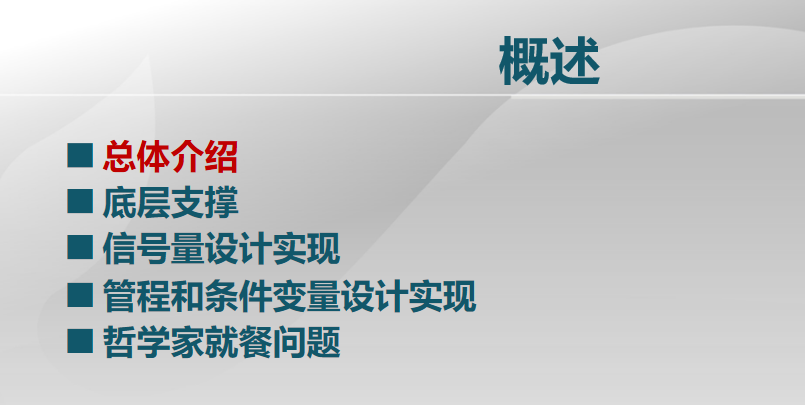 概述
总体介绍
底层支撑
信号量设计实现
管程和条件变量设计实现
哲学家就餐问题